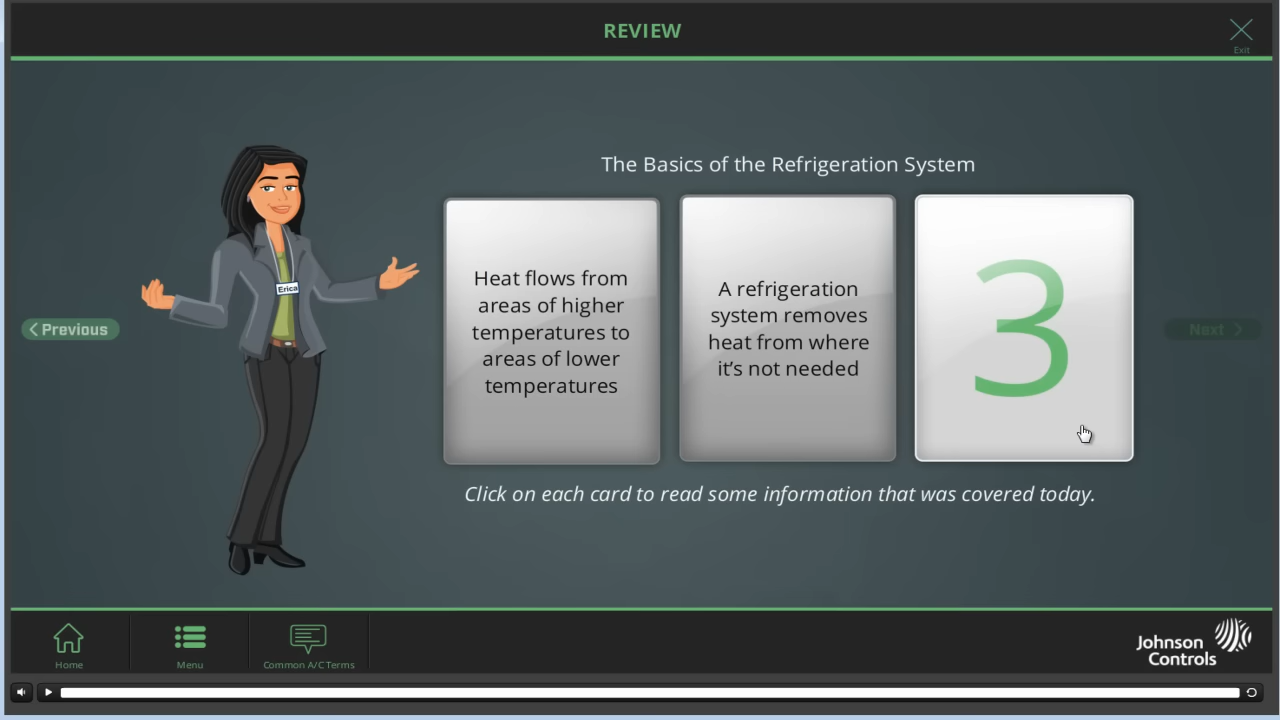 REVIEW
Exit
The Basics of the Refrigeration System
Heat flows from
areas of higher
temperatures to
areas of lower
temperatures
A refrigeration
system removes
heat from where
it's not needed
3
Erica
Previous
Next
Click on each card to read some information that was covered today.
Home
Menu
Common A/C Terms
Johnson
Controls